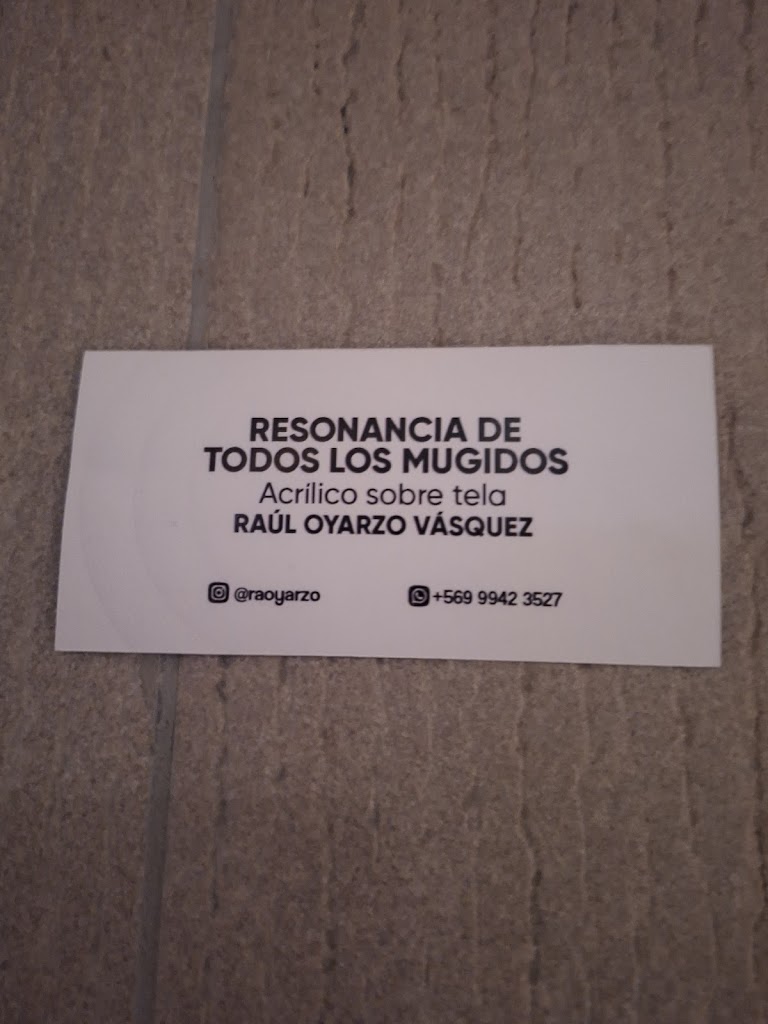 RESONANCIA DE
TODOS LOS MUGIDOS
Acrílico sobre tela
RAÚL OYARZO VÁSQUEZ
@raoyarzo +569 9942 3527